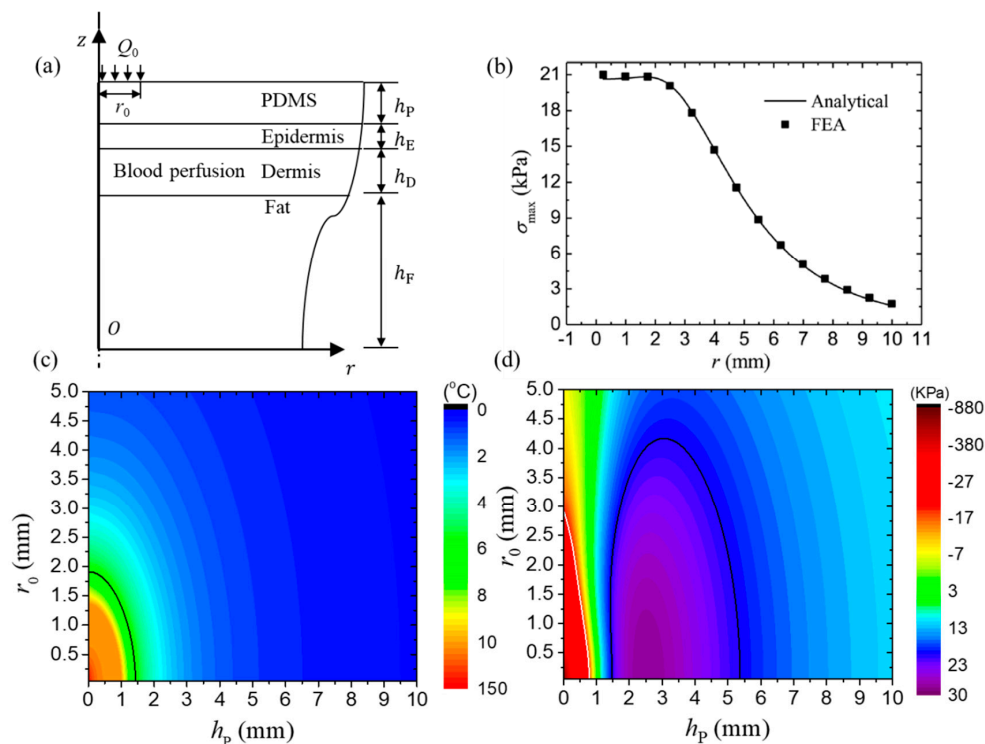 (a)
z
Q0
r0
PDMS
hP
Epidermis
hE
Blood perfusion Dermis
hD
Fat
hF
O
r
(b)
21
18
15
12
9
6
3
0
σmax (kPa)
Analytical
FEA
-1 0 1 2 3 4 5 6 7 8 9 10 11
r (mm)
(c)
5.0
4.5
4.0
3.5
3.0
2.5
2.0
1.5
1.0
0.5
r0 (mm)
0 1 2 3 4 5 6 7 8 9 10
hP (mm)
(°C)
0
2
4
6
8
10
150
(d)
5.0
4.5
4.0
3.5
3.0
2.5
2.0
1.5
1.0
0.5
r0 (mm)
0 1 2 3 4 5 6 7 8 9 10
hP (mm)
(KPa)
-880
-380
-27
-17
-7
3
13
23
30